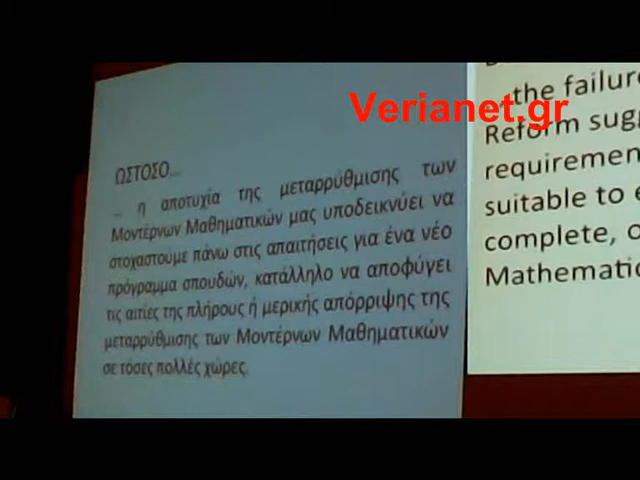 Verianet.gr
ΩΣΤΟΣΟ...
... η αποτυχία της μεταρρύθμισης των
Μοντέρνων Μαθηματικών μας υποδεικνύει να
στοχαστούμε πάνω στις απαιτήσεις για ένα νέο
πρόγραμμα σπουδών, κατάλληλο να αποφύγει
τις αιτίες της πλήρους ή μερικής απόρριψης της
μεταρρύθμισης των Μοντέρνων Μαθηματικών
σε τόσες πολλές χώρες.
...the failure
Reform sugg
requiremen
suitable to e
complete, o
Mathematic